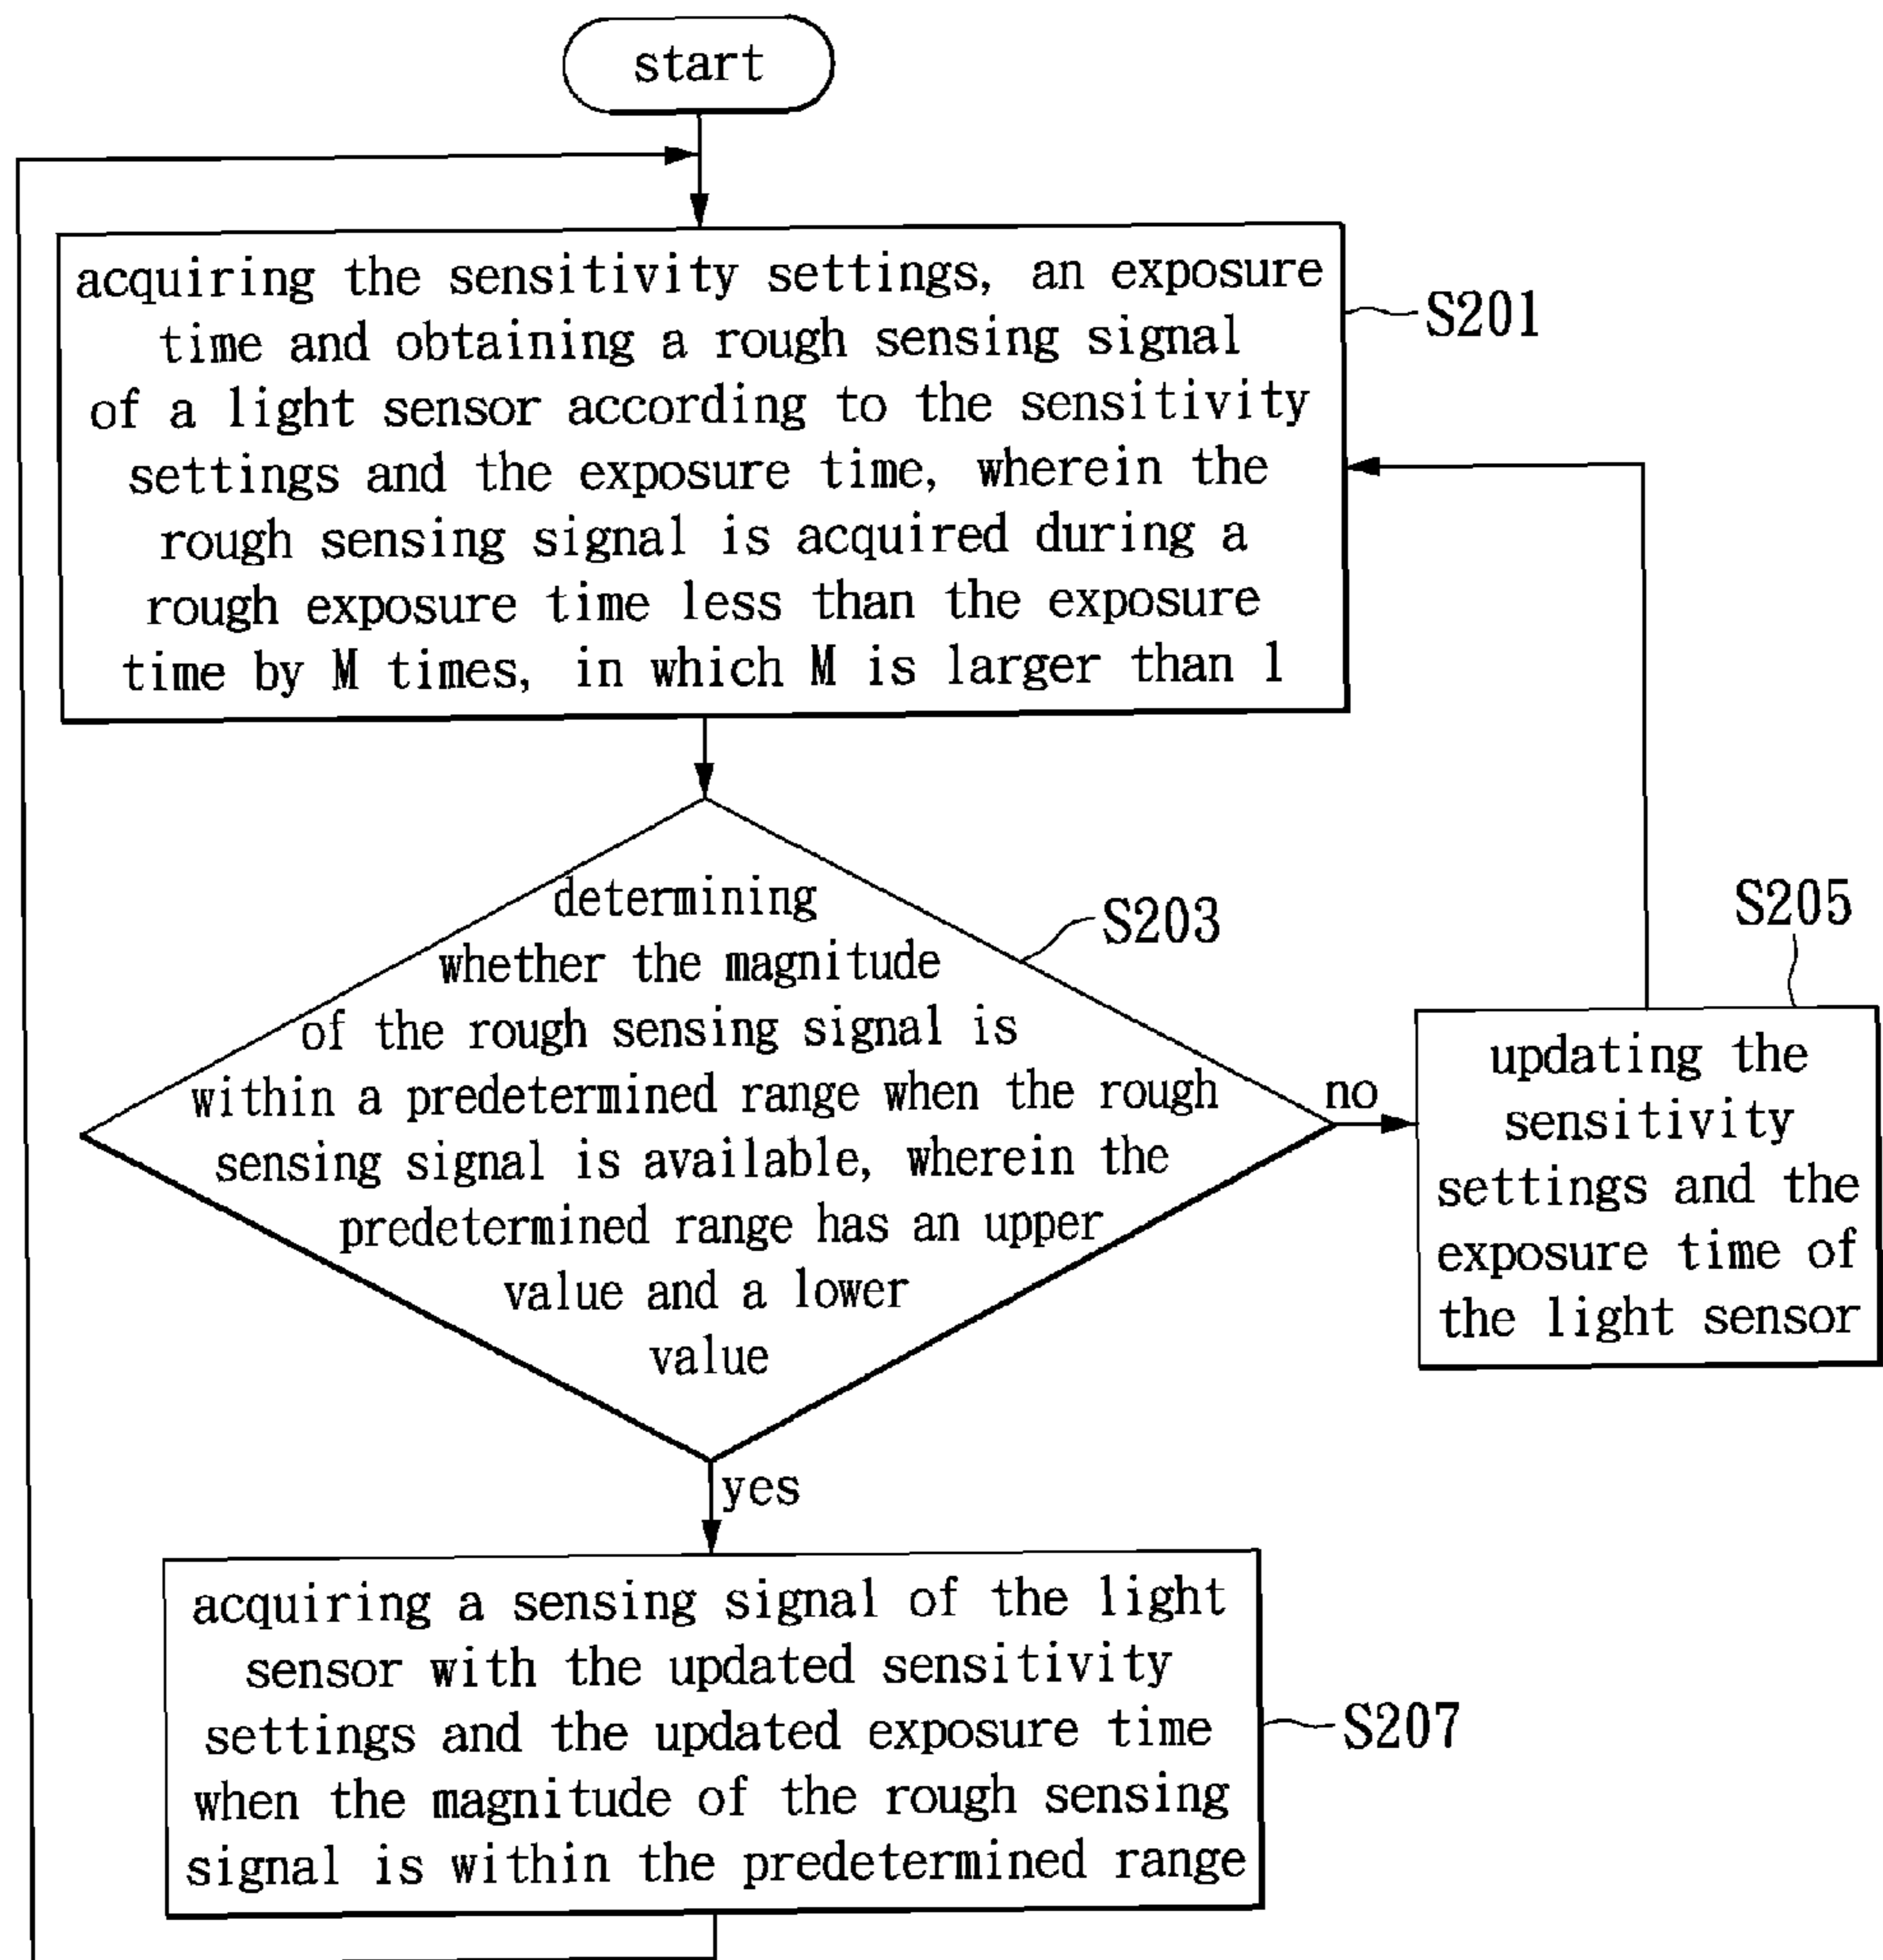 start
acquiring the sensitivity settings, an exposure
time and obtaining a rough sensing signal
of a light sensor according to the sensitivity
settings and the exposure time, wherein the
rough sensing signal is acquired during a
rough exposure time less than the exposure
time by M times, in which M is larger than 1
S201
determining
whether the magnitude
of the rough sensing signal is
within a predetermined range when the rough
sensing signal is available, wherein the
predetermined range has an upper
value and a lower
value
S203
no
S205
updating the
sensitivity
settings and the
exposure time of
the light sensor
yes
acquiring a sensing signal of the light
sensor with the updated sensitivity
settings and the updated exposure time
when the magnitude of the rough sensing
signal is within the predetermined range
S207